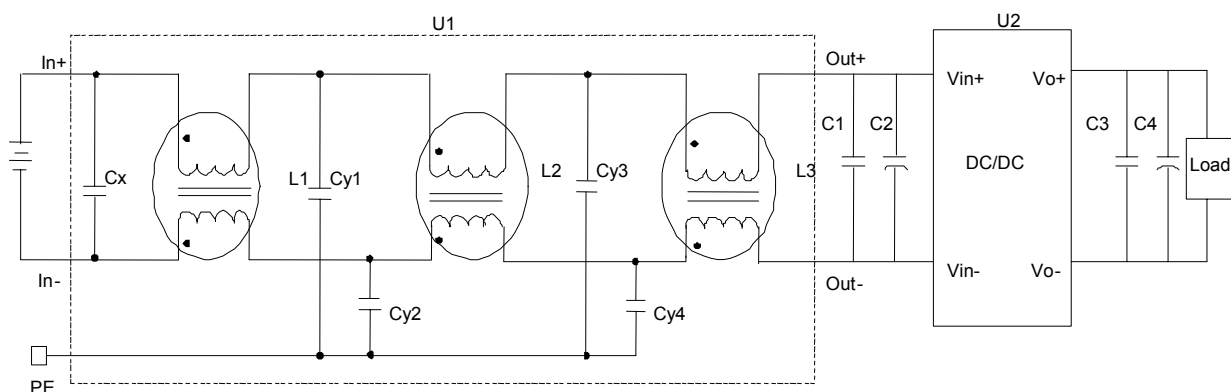 U1
U2
In+
Out+
Vin+
Vo+
C1
C2
C3
C4
Cx
L1
Cy1
L2
Cy3
L3
DC/DC
Load
In-
Out-
Vin-
Vo-
Cy2
Cy4
PE